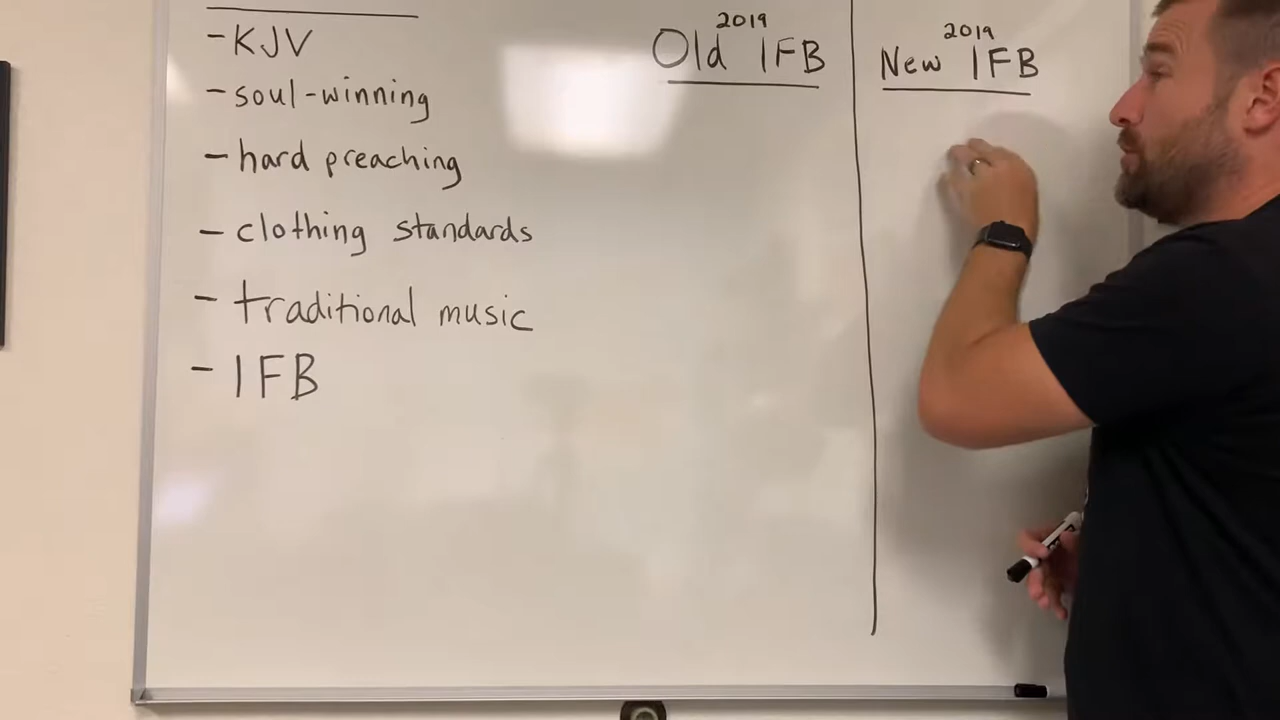 - KJV
- soul-winning
- hard preaching
- clothing standards
- traditional music
- IFB
2019
Old IFB
2019
New IFB